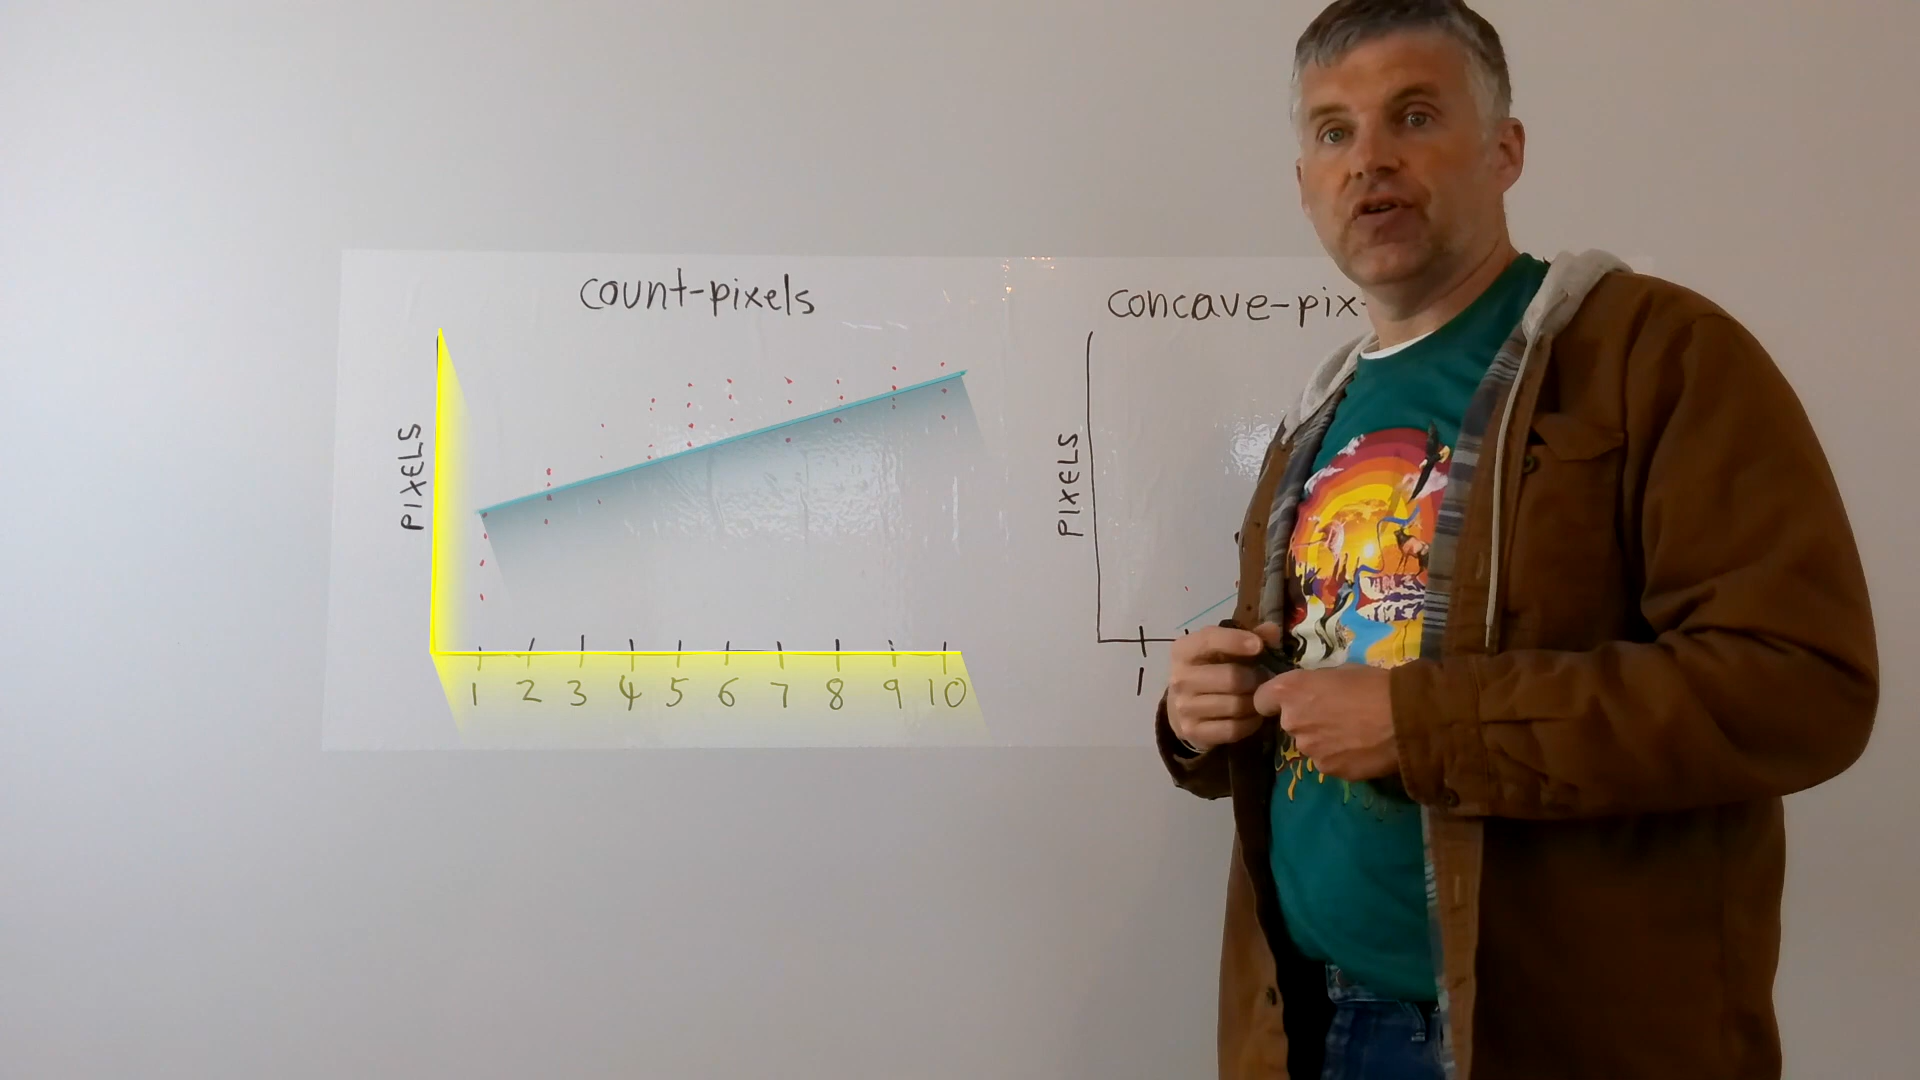 count-pixels
PIXELS
1 2 3 4 5 6 7 8 9 10
concave-pix-
PIXELS
1